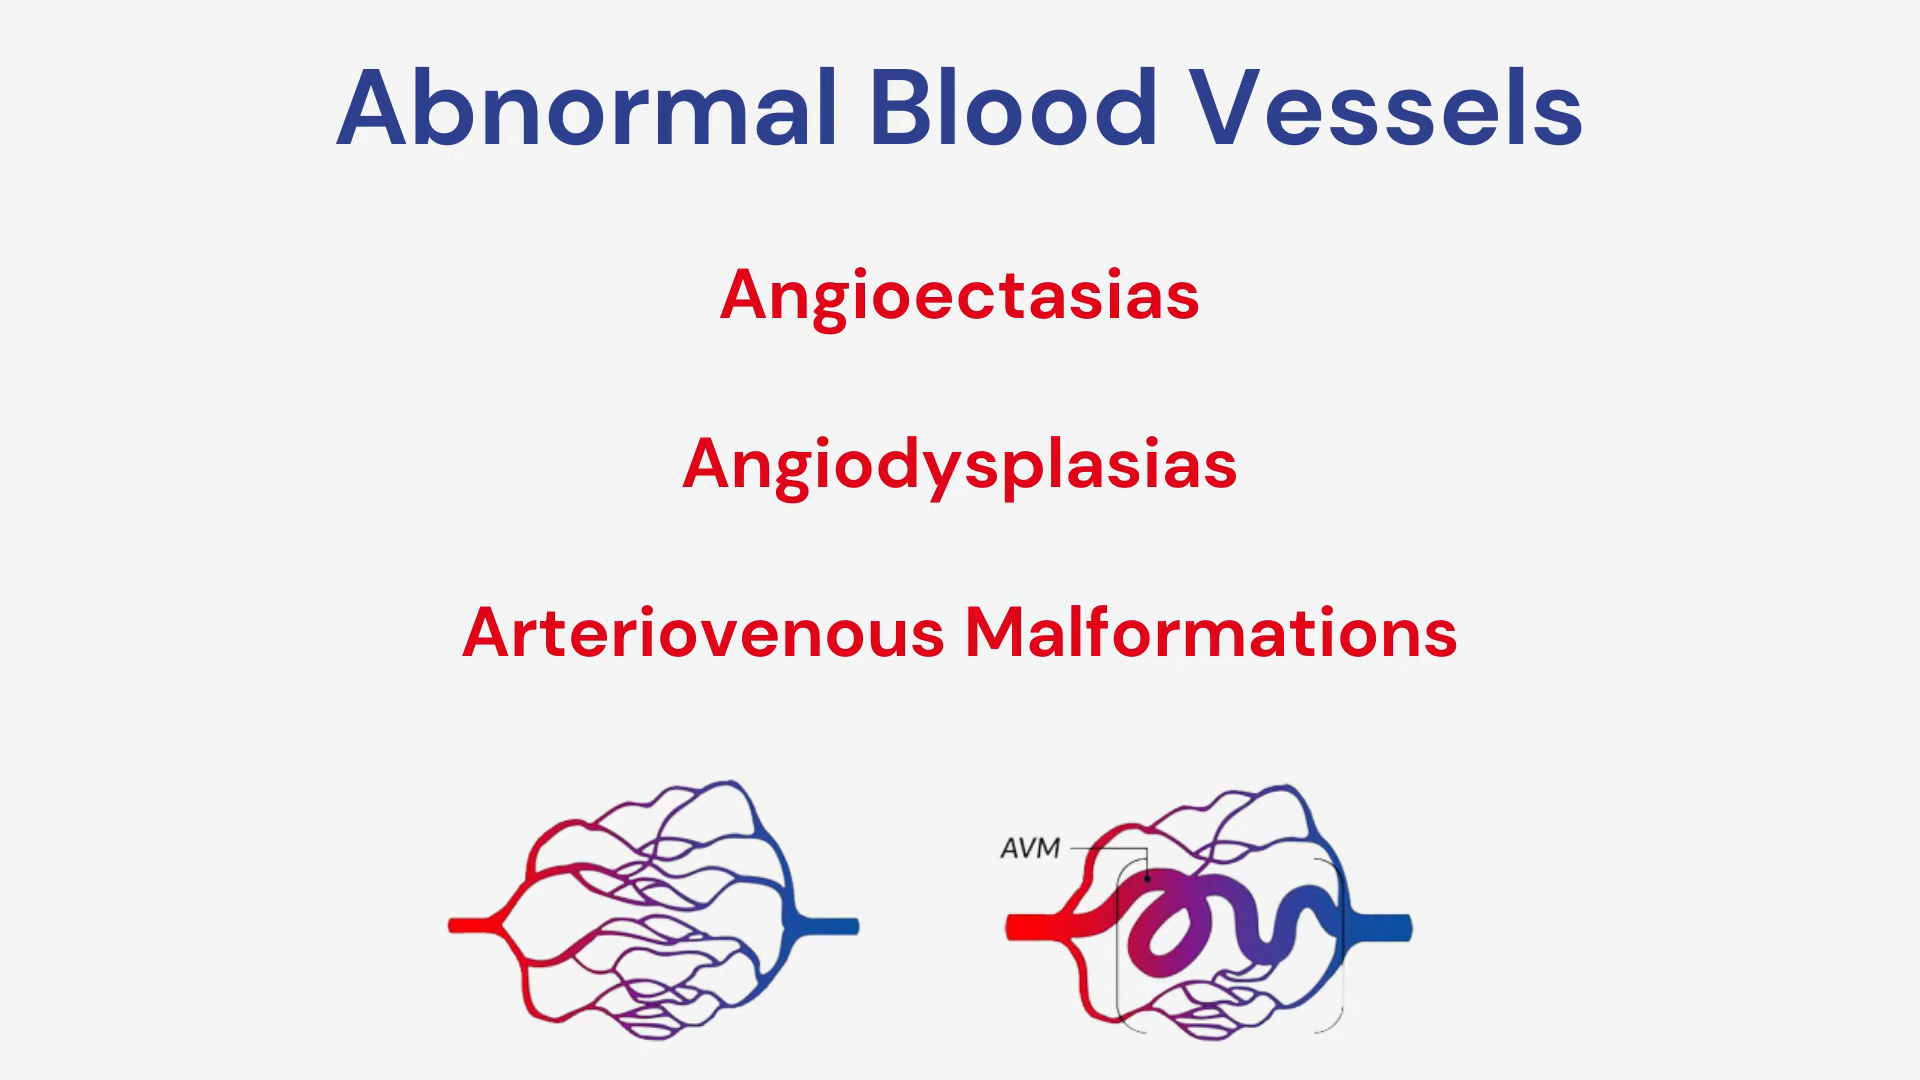 Abnormal Blood Vessels
Angioectasias
Angiodysplasias
Arteriovenous Malformations
AVM